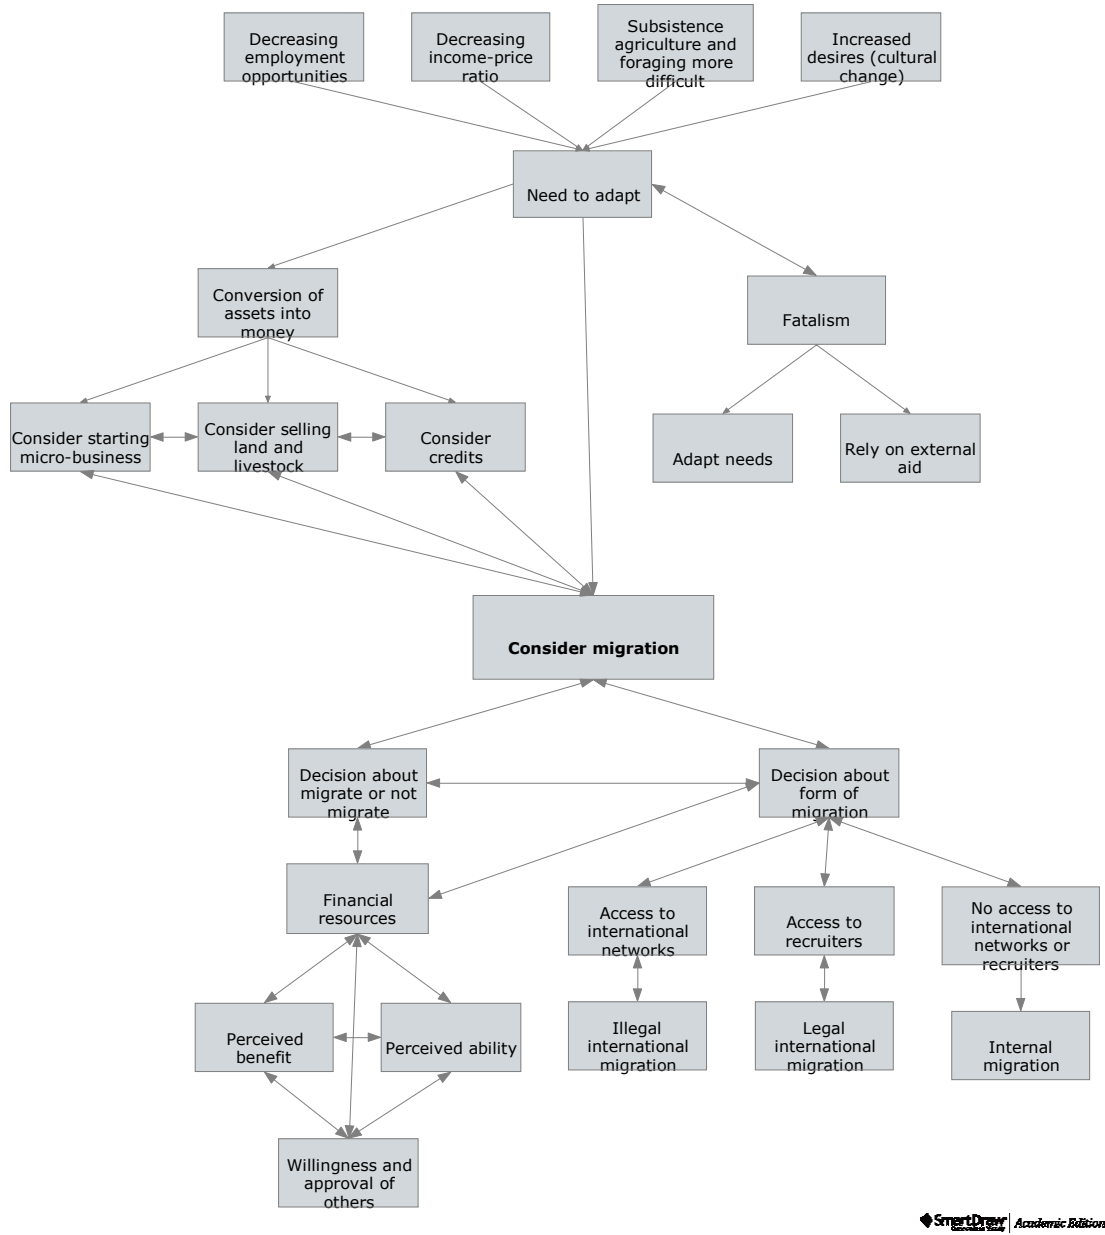 Decreasing
employment
opportunities
Decreasing
income-price
ratio
Subsistence
agriculture and
foraging more
difficult
Increased
desires (cultural
change)
Need to adapt
Conversion of
assets into
money
Fatalism
Consider starting
micro-business
Consider selling
land and
livestock
Consider
credits
Adapt needs
Rely on external
aid
Consider migration
Decision about
migrate or not
migrate
Decision about
form of
migration
Financial
resources
Access to
international
networks
Access to
recruiters
No access to
international
networks or
recruiters
Perceived
benefit
Perceived ability
Illegal
international
migration
Legal
international
migration
Internal
migration
Willingness and
approval of
others
SmartDraw
Academic Edition